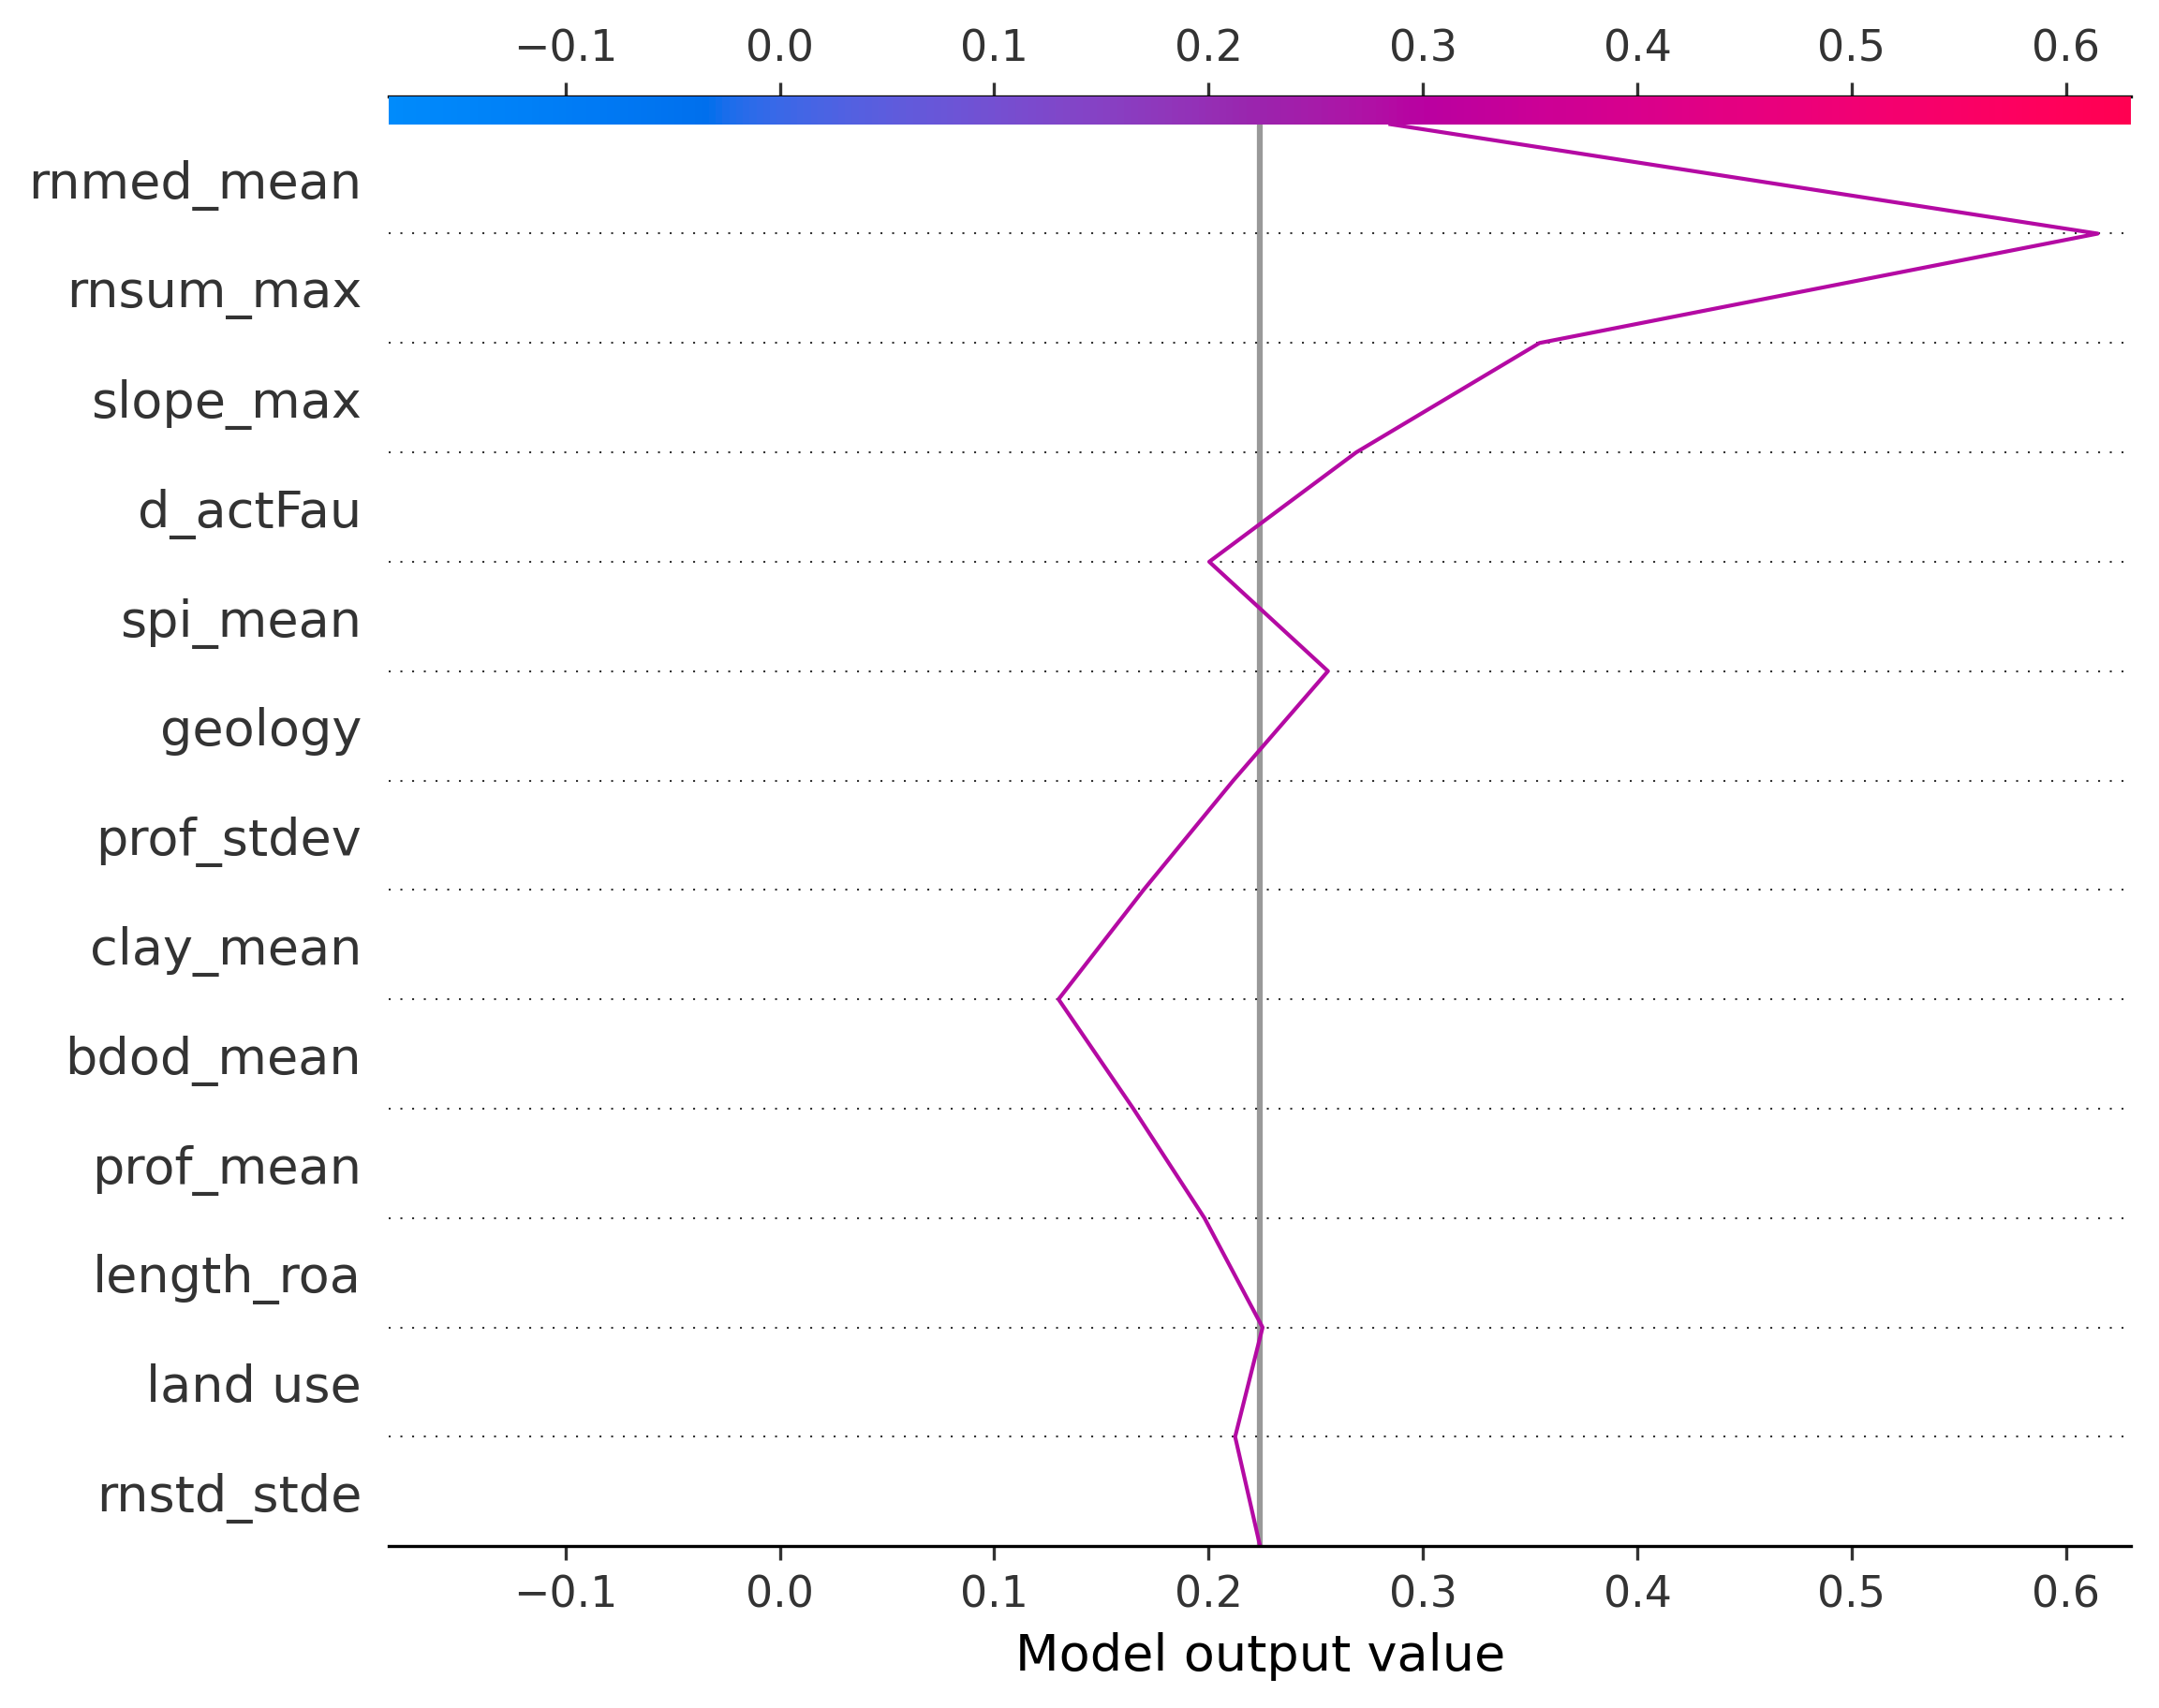 −0.1 0.0 0.1 0.2 0.3 0.4 0.5 0.6
rnmed_mean
rnsum_max
slope_max
d_actFau
spi_mean
geology
prof_stdev
clay_mean
bdod_mean
prof_mean
length_roa
land use
rnstd_stde
−0.1 0.0 0.1 0.2 0.3 0.4 0.5 0.6
Model output value